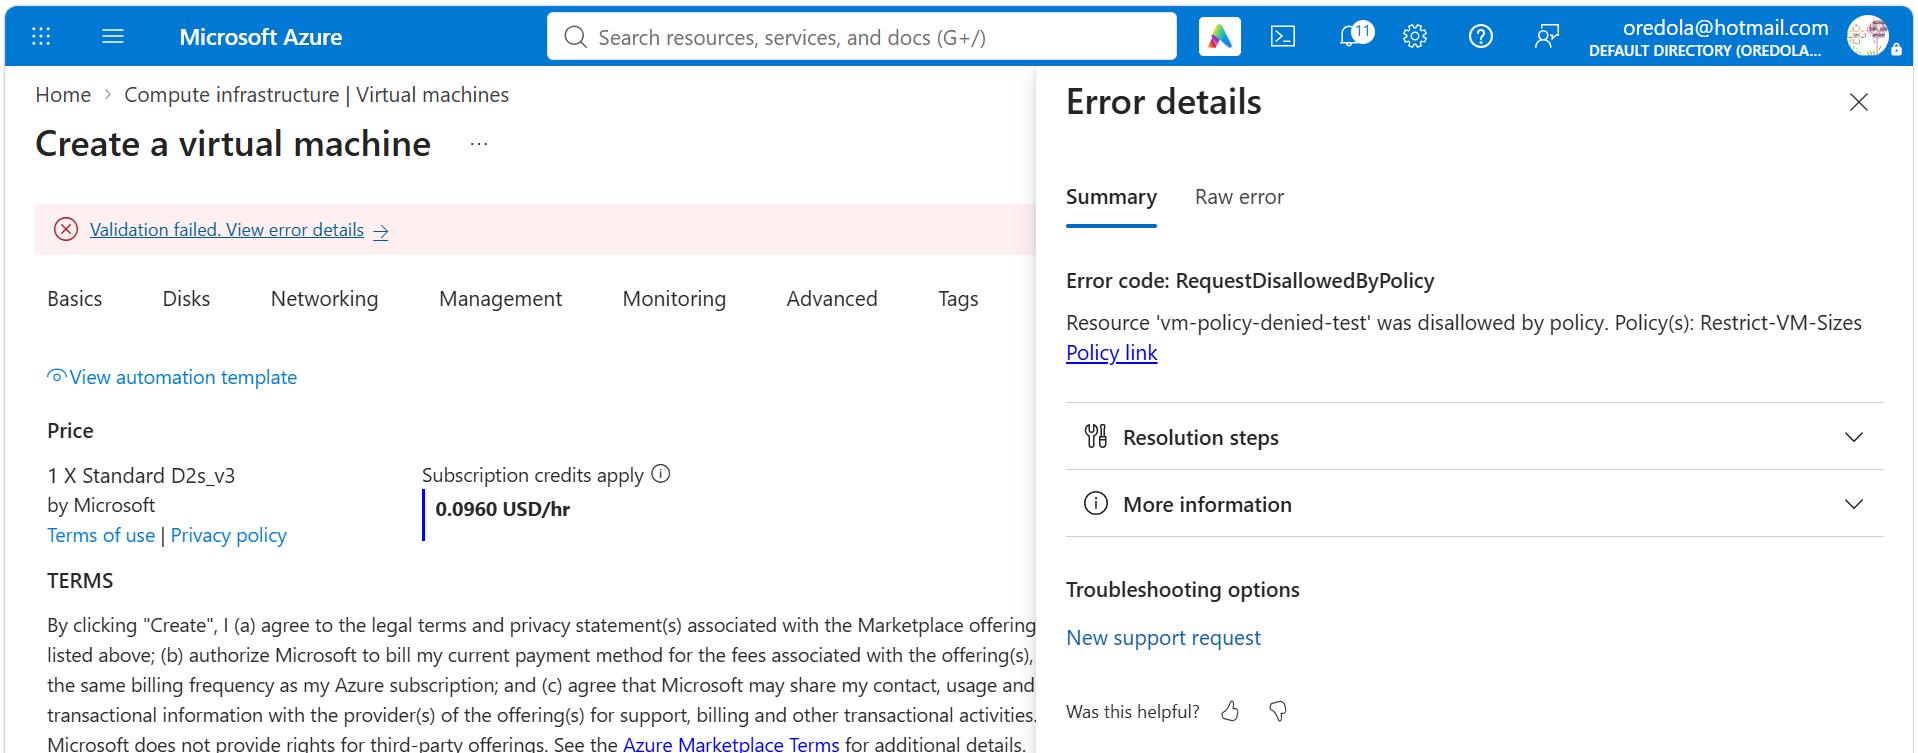 Microsoft Azure
Search resources, services, and docs (G+/)
11
oredola@hotmail.com
DEFAULT DIRECTORY (OREDOLA...
Home > Compute infrastructure | Virtual machines
Create a virtual machine ...
Validation failed. View error details →
Basics Disks Networking Management Monitoring Advanced Tags
View automation template
Price
1 X Standard D2s_v3
by Microsoft
Terms of use | Privacy policy
Subscription credits apply
0.0960 USD/hr
TERMS
By clicking "Create", I (a) agree to the legal terms and privacy statement(s) associated with the Marketplace offering
listed above; (b) authorize Microsoft to bill my current payment method for the fees associated with the offering(s),
the same billing frequency as my Azure subscription; and (c) agree that Microsoft may share my contact, usage and
transactional information with the provider(s) of the offering(s) for support, billing and other transactional activities.
Microsoft does not provide rights for third-party offerings. See the Azure Marketplace Terms for additional details.
Error details
Summary Raw error
Error code: RequestDisallowedByPolicy
Resource 'vm-policy-denied-test' was disallowed by policy. Policy(s): Restrict-VM-Sizes
Policy link
Resolution steps
More information
Troubleshooting options
New support request
Was this helpful?